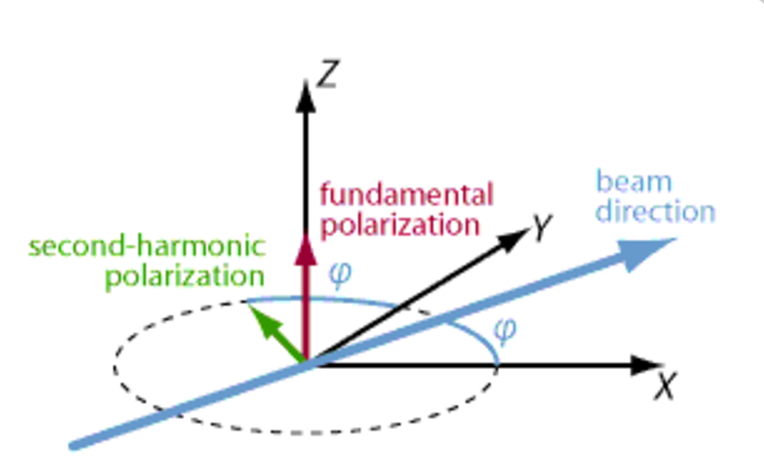 Z
fundamental
polarization
beam
direction
Y
second-harmonic
polarization
φ
φ
X